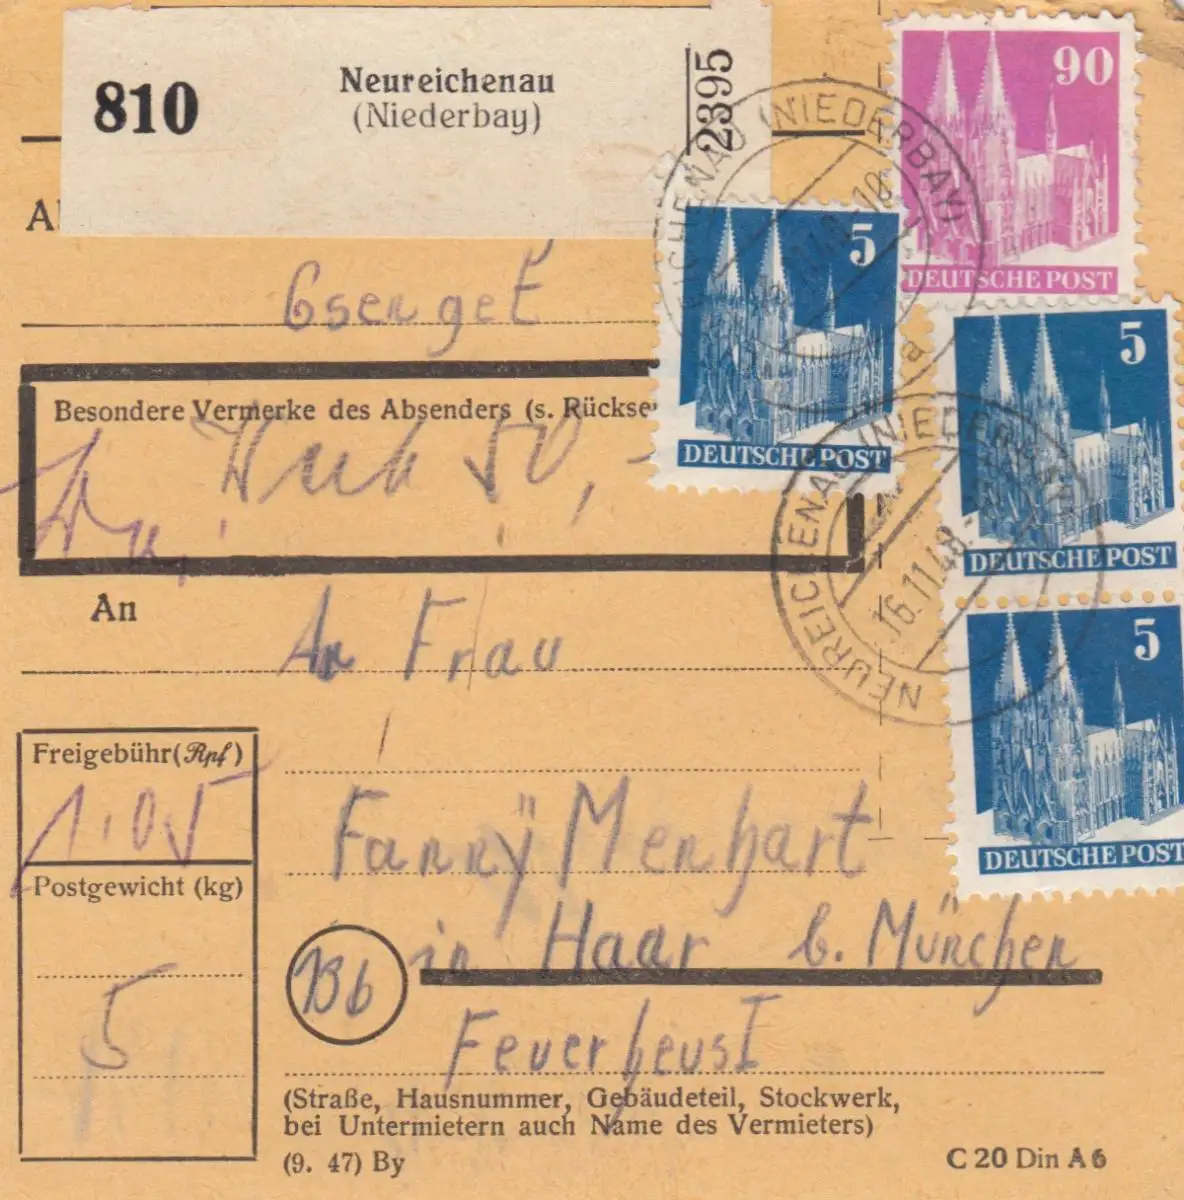 810
Neureichenau
(Niederbay)
2395
90
DEUTSCHE POST
5
DEUTSCHE POST
5
DEUTSCHE POST
5
DEUTSCHE POST
NEUREICHENAU (NIEDERBAY)
a
NEUREICHENAU (NIEDERBAY)
16.11.48.
Besondere Vermerke des Absenders (s. Rückse
An
An Frau
Freigebühr (Rpf)
1.05
Fanny Menhart
Postgewicht (kg)
in Haar b. München
13b
5
(Straße, Hausnummer, Gebäudeteil, Stockwerk,
bei Untermietern auch Name des Vermieters)
(9. 47) By
C 20 Din A 6